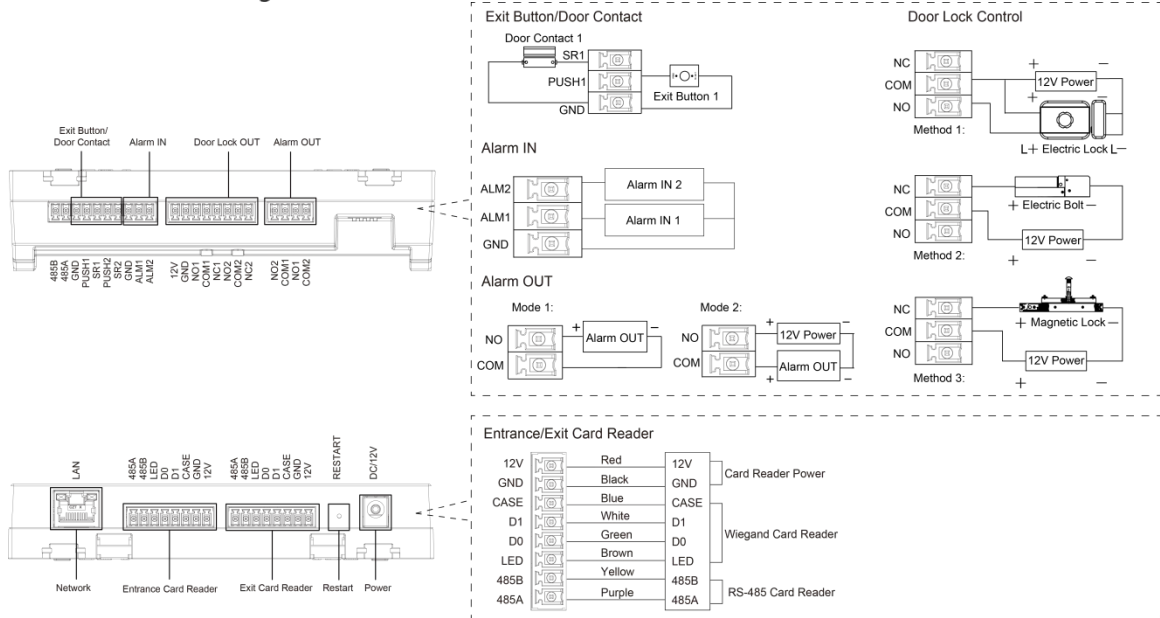 Exit Button/Door Contact
Door Contact 1
SR1
PUSH1
GND
Exit Button 1
Alarm IN
ALM2
ALM1
GND
Alarm IN 2
Alarm IN 1
Alarm OUT
Mode 1:
NO
COM
+ Alarm OUT —
Mode 2:
NO
COM
+ 12V Power —
+ Alarm OUT —
Door Lock Control
NC
COM
NO
+ —
12V Power
+ —
Method 1:
L+ Electric Lock L—
NC
COM
NO
+ Electric Bolt —
12V Power
+ —
Method 2:
NC
COM
NO
+ Magnetic Lock —
12V Power
+ —
Method 3:
Exit Button/
Door Contact
Alarm IN
Door Lock OUT
Alarm OUT
485B
485A
GND
PUSH1
SR1
PUSH2
SR2
GND
ALM1
ALM2
12V
GND
NO1
COM1
NC1
NO2
COM2
NC2
NO2
COM1
NO1
COM2
LAN
485A
485B
LED
D0
D1
CASE
GND
12V
485A
485B
LED
D0
D1
CASE
GND
12V
RESTART
DC/12V
Network
Entrance Card Reader
Exit Card Reader
Restart
Power
Entrance/Exit Card Reader
12V Red 12V
GND Black GND
Card Reader Power
CASE Blue CASE
D1 White D1
D0 Green D0
LED Brown LED
Wiegand Card Reader
485B Yellow 485B
485A Purple 485A
RS-485 Card Reader